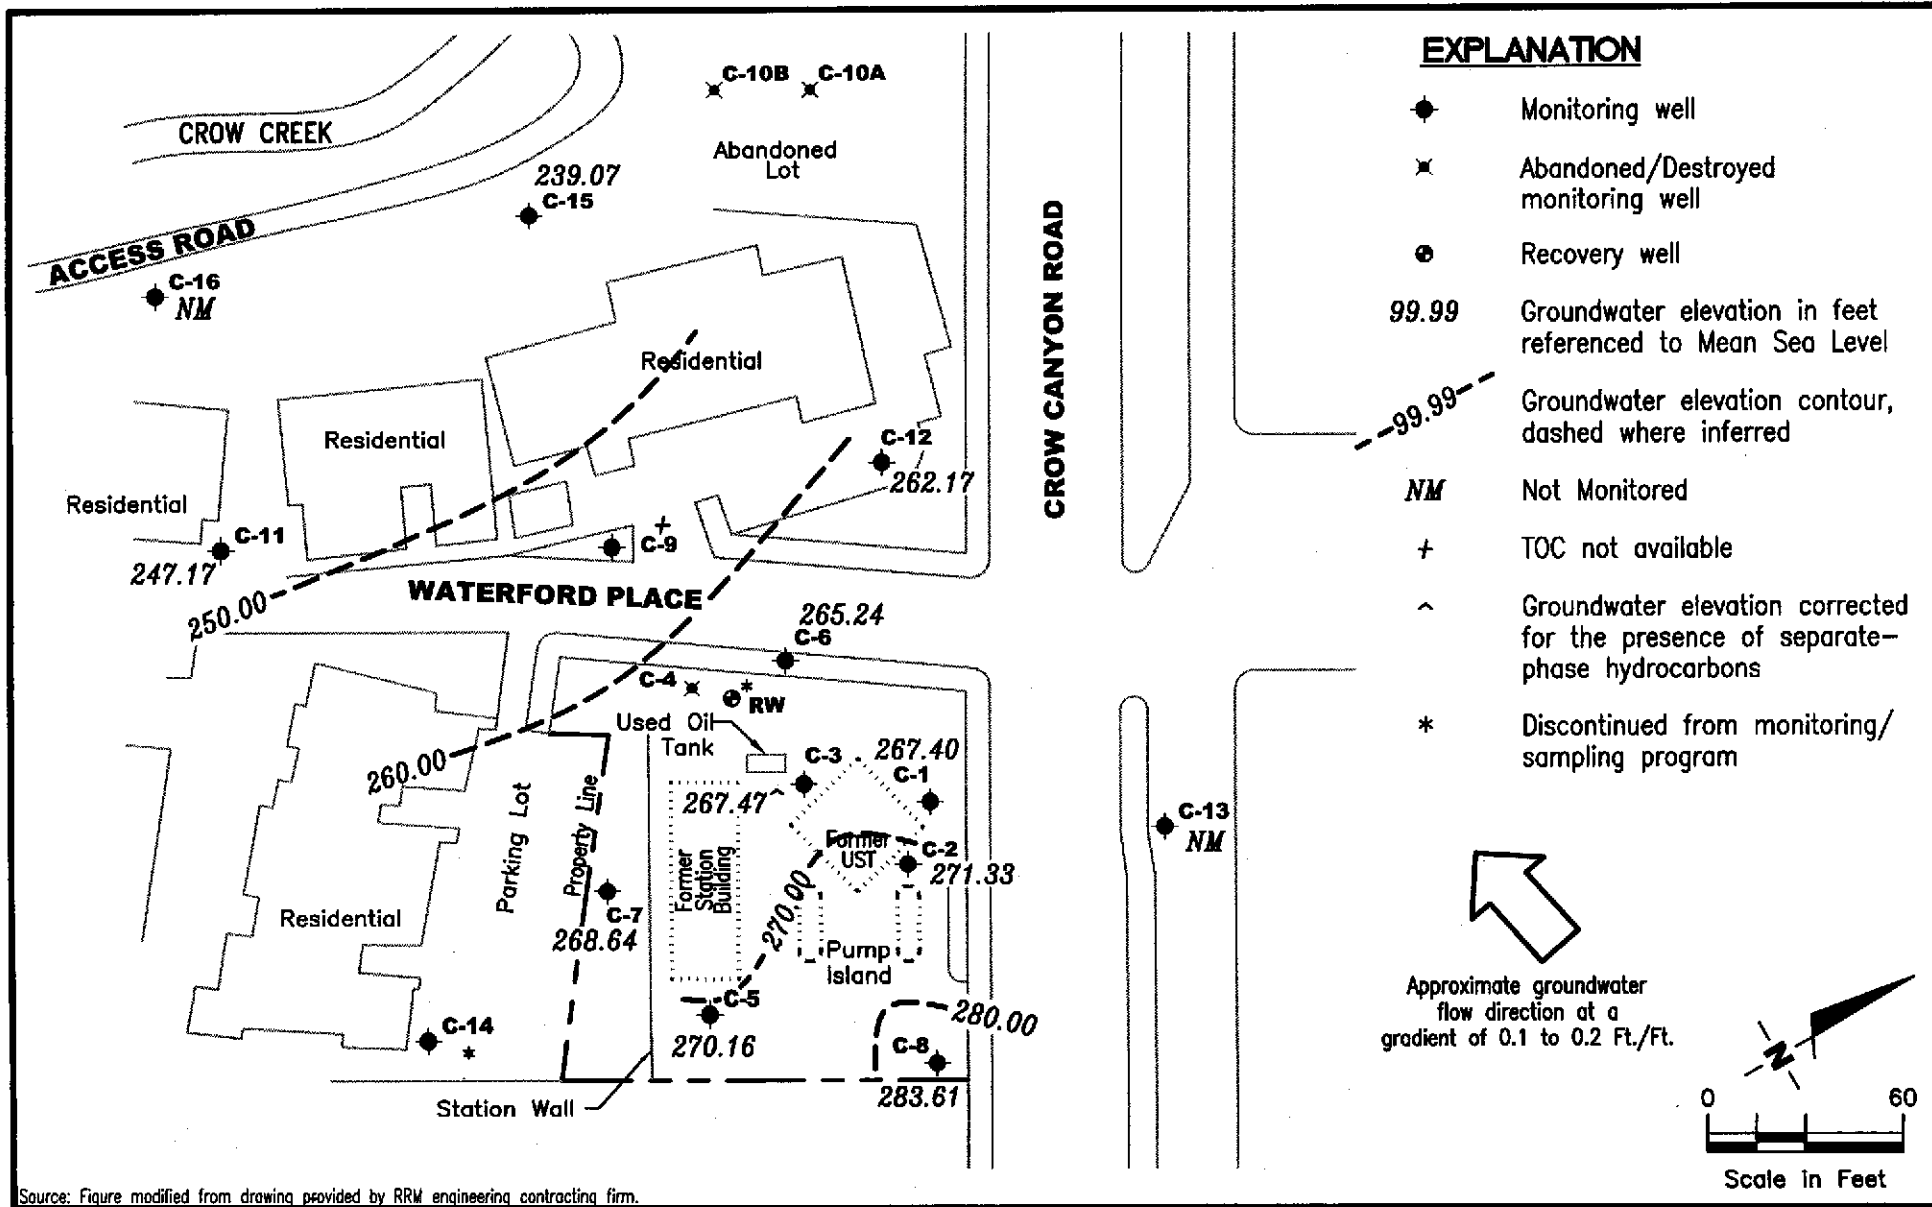 C-10B
C-10A
CROW CREEK
Abandoned
Lot
239.07
C-15
ACCESS ROAD
C-16
NM
Residential
Residential
Residential
C-12
262.17
C-11
247.17
+
C-9
250.00
WATERFORD PLACE
265.24
C-6
C-4
*
RW
Used Oil
Tank
260.00
C-3
267.40
C-1
267.47^
Former
UST
C-2
271.33
Parking Lot
Property Line
Former
Station
Building
270.00
C-7
268.64
Residential
Pump
Island
C-5
270.16
280.00
C-8
283.61
C-14
*
Station Wall
CROW CANYON ROAD
C-13
NM
EXPLANATION
Monitoring well
Abandoned/Destroyed
monitoring well
Recovery well
99.99 Groundwater elevation in feet
referenced to Mean Sea Level
99.99 Groundwater elevation contour,
dashed where inferred
NM Not Monitored
+ TOC not available
^ Groundwater elevation corrected
for the presence of separate-
phase hydrocarbons
* Discontinued from monitoring/
sampling program
Approximate groundwater
flow direction at a
gradient of 0.1 to 0.2 Ft./Ft.
N
0 60
Scale in Feet
Source: Figure modified from drawing provided by RRM engineering contracting firm.